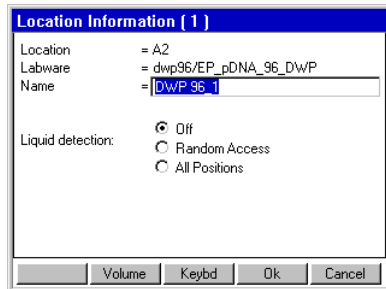 Location Information ( 1 )
Location = A2
Labware = dwp96/EP_pDNA_96_DWP
Name = DWP 96_1
Off
Liquid detection: Random Access
All Positions
Volume Keybd Ok Cancel